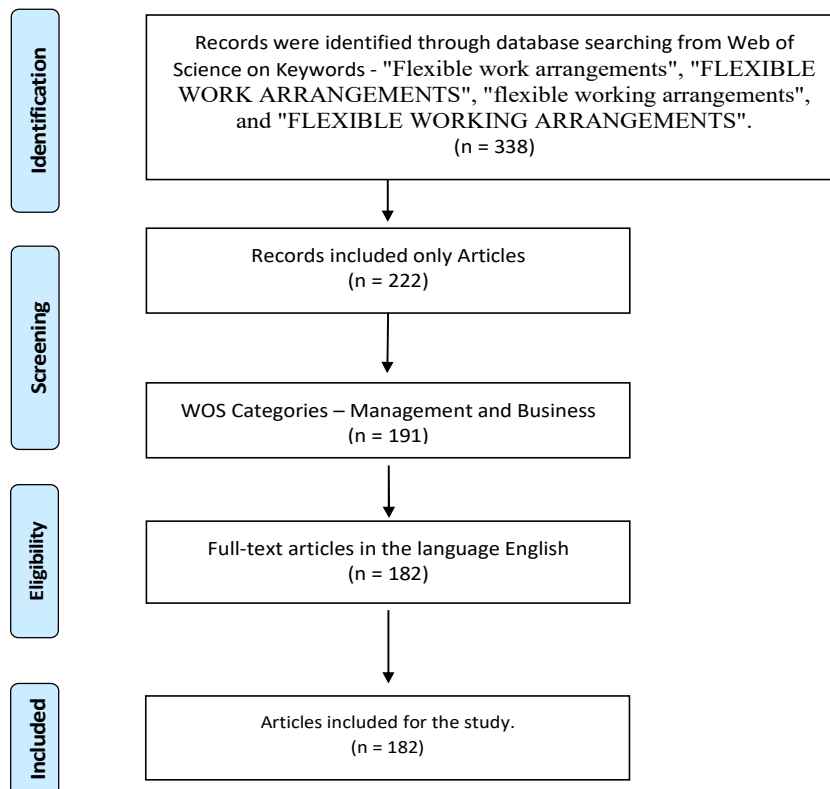 Identification
Records were identified through database searching from Web of
Science on Keywords - "Flexible work arrangements", "FLEXIBLE
WORK ARRANGEMENTS", "flexible working arrangements",
and "FLEXIBLE WORKING ARRANGEMENTS".
(n = 338)
Screening
Records included only Articles
(n = 222)
WOS Categories – Management and Business
(n = 191)
Eligibility
Full-text articles in the language English
(n = 182)
Included
Articles included for the study.
(n = 182)